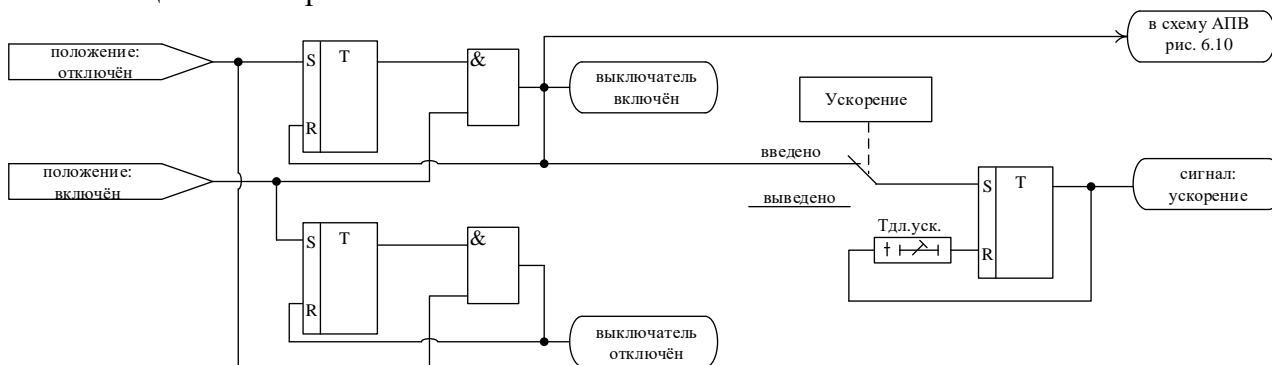 в схему АПВ
рис. 6.10
положение:
отключён
S
T
&
R
выключатель
включён
Ускорение
положение:
включён
введено
выведено
S
T
R
Тдл.уск.
сигнал:
ускорение
S
T
&
R
выключатель
отключён